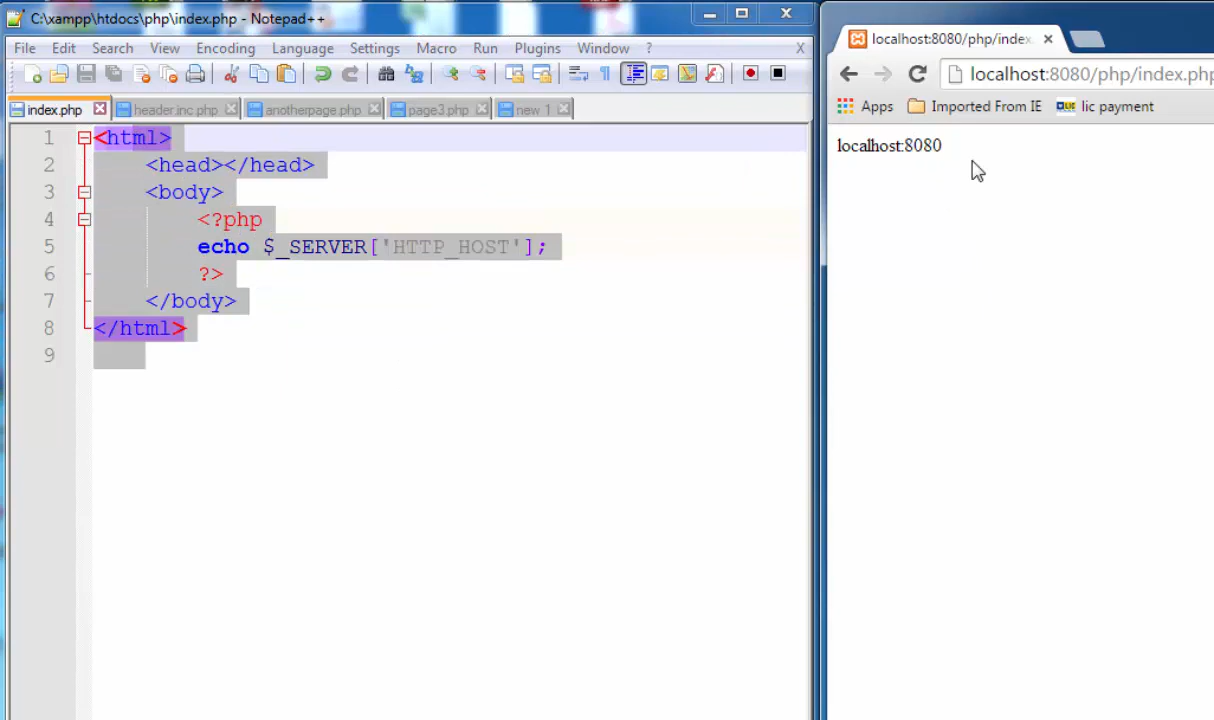 C:\xampp\htdocs\php\index.php - Notepad++
File Edit Search View Encoding Language Settings Macro Run Plugins Window ? X
index.php header.inc.php anotherpage.php page3.php new 1
1 <html>
2 <head></head>
3 <body>
4 <?php
5 echo $_SERVER['HTTP_HOST'];
6 ?>
7 </body>
8 </html>
9
localhost:8080/php/index.
localhost:8080/php/index.php
Apps Imported From IE LIC lic payment
localhost:8080